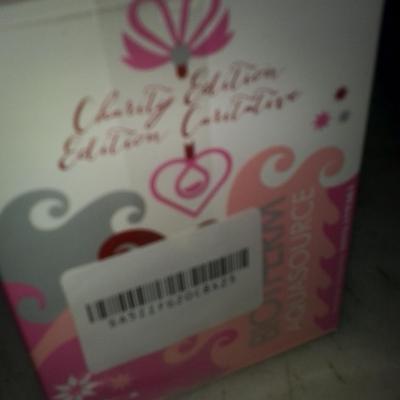 Charity Edition
Edition Caritative
BIOTHERM
AQUASOURCE